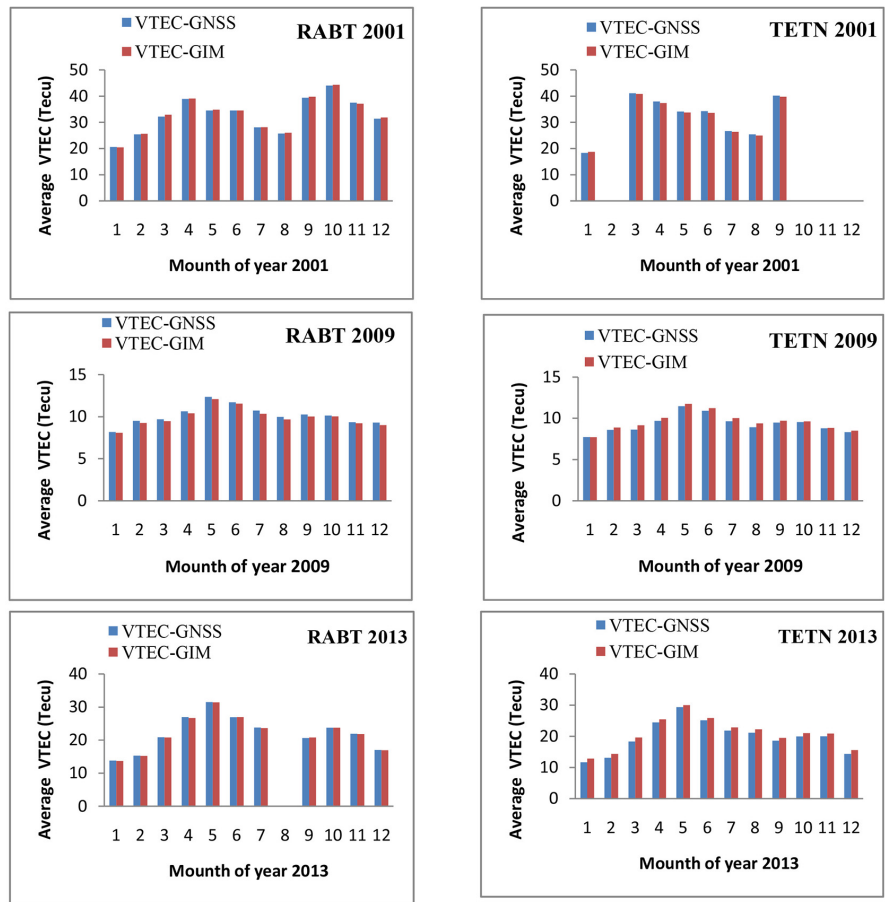 VTEC-GNSS
VTEC-GIM
RABT 2001
Average VTEC (Tecu)
50
40
30
20
10
0
1 2 3 4 5 6 7 8 9 10 11 12
Mounth of year 2001
VTEC-GNSS
VTEC-GIM
TETN 2001
Average VTEC (Tecu)
50
40
30
20
10
0
1 2 3 4 5 6 7 8 9 10 11 12
Mounth of year 2001
VTEC-GNSS
VTEC-GIM
RABT 2009
Average VTEC (Tecu)
15
10
5
0
1 2 3 4 5 6 7 8 9 10 11 12
Mounth of year 2009
VTEC-GNSS
VTEC-GIM
TETN 2009
Average VTEC (Tecu)
15
10
5
0
1 2 3 4 5 6 7 8 9 10 11 12
Mounth of year 2009
VTEC-GNSS
VTEC-GIM
RABT 2013
Average VTEC (Tecu)
40
30
20
10
0
1 2 3 4 5 6 7 8 9 10 11 12
Mounth of year 2013
VTEC-GNSS
VTEC-GIM
TETN 2013
Average VTEC (Tecu)
40
30
20
10
0
1 2 3 4 5 6 7 8 9 10 11 12
Mounth of year 2013